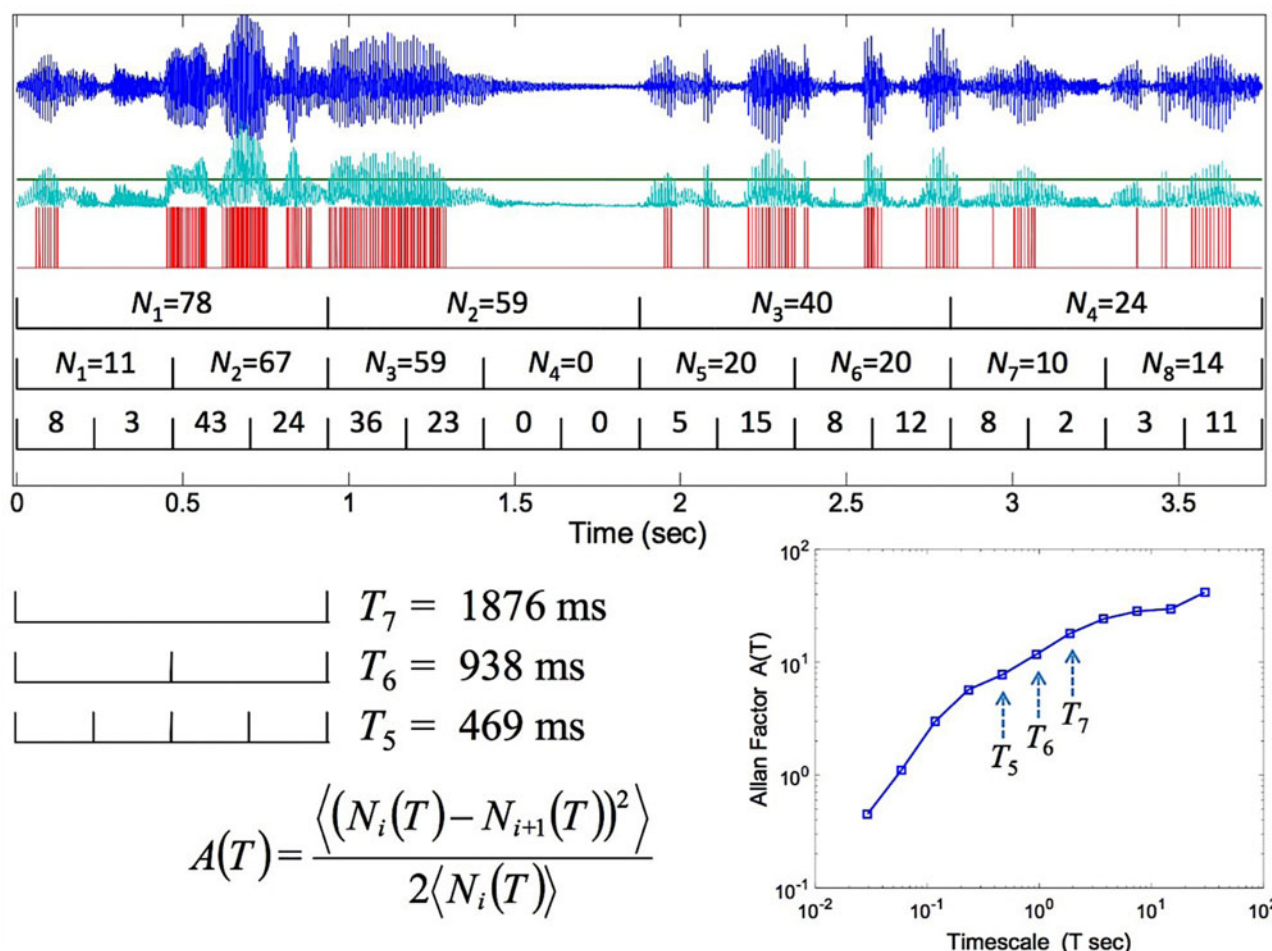 N₁=78 N₂=59 N₃=40 N₄=24
N₁=11 N₂=67 N₃=59 N₄=0 N₅=20 N₆=20 N₇=10 N₈=14
8 3 43 24 36 23 0 0 5 15 8 12 8 2 3 11
0 0.5 1 1.5 2 2.5 3 3.5
Time (sec)
T₇ = 1876 ms
T₆ = 938 ms
T₅ = 469 ms
A(T) = ⟨(Nᵢ(T) − Nᵢ₊₁(T))²⟩ / 2⟨Nᵢ(T)⟩
Allan Factor A(T)
10²
10¹
10⁰
10⁻¹
T₅ T₆ T₇
10⁻² 10⁻¹ 10⁰ 10¹ 10²
Timescale (T sec)